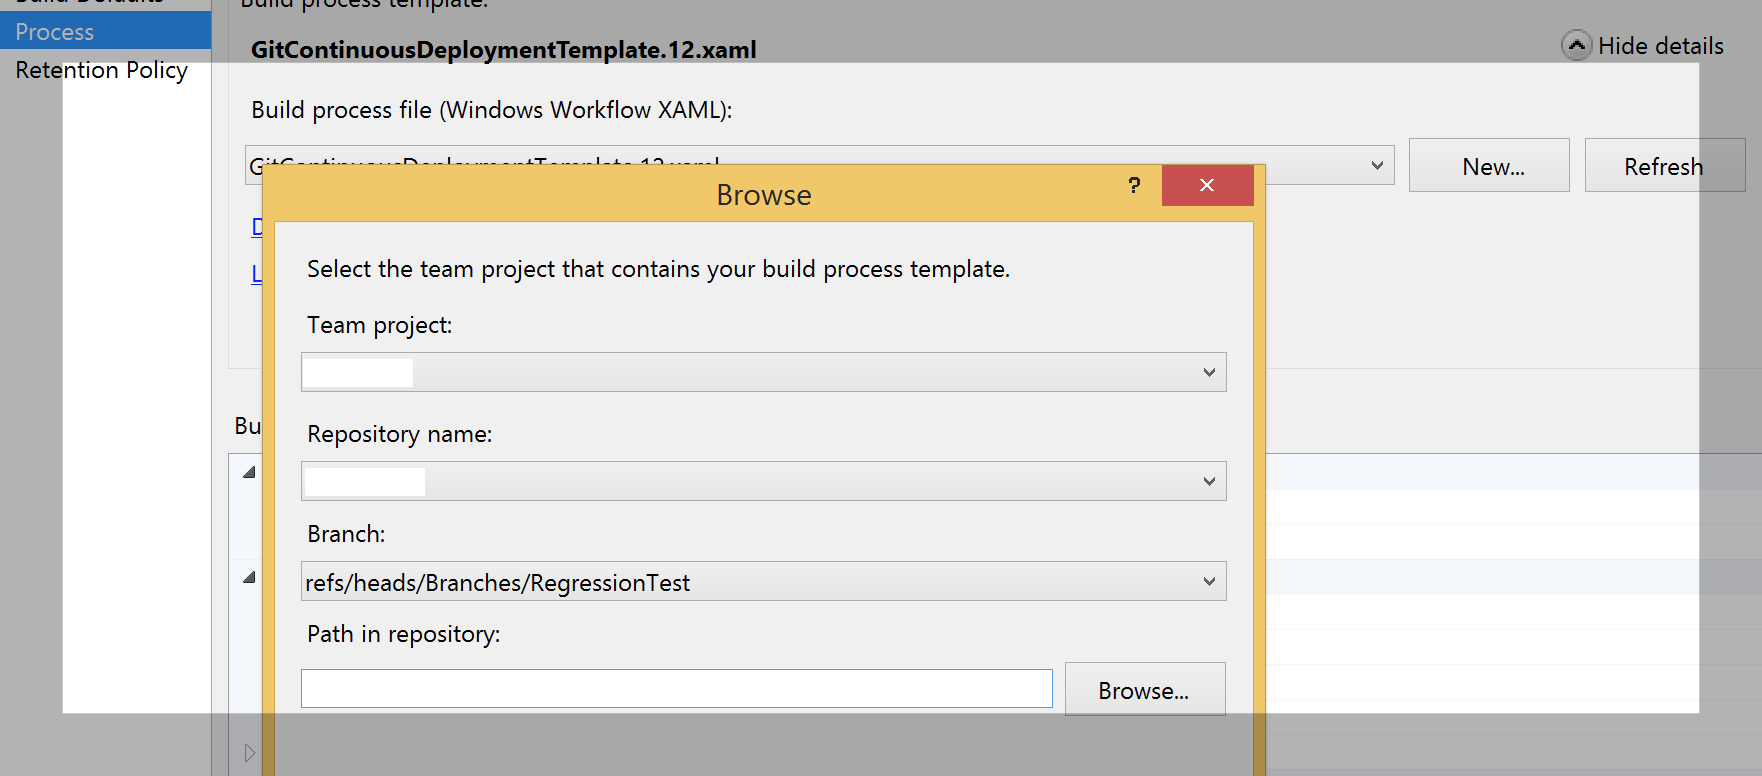 Build process template:
Process
GitContinuousDeploymentTemplate.12.xaml
Hide details
Retention Policy
Build process file (Windows Workflow XAML):
GitContinuousDeploymentTemplate.12.xaml
New...
Refresh
Browse
?
D
Select the team project that contains your build process template.
L
Team project:
Bu
Repository name:
Branch:
refs/heads/Branches/RegressionTest
Path in repository:
Browse...